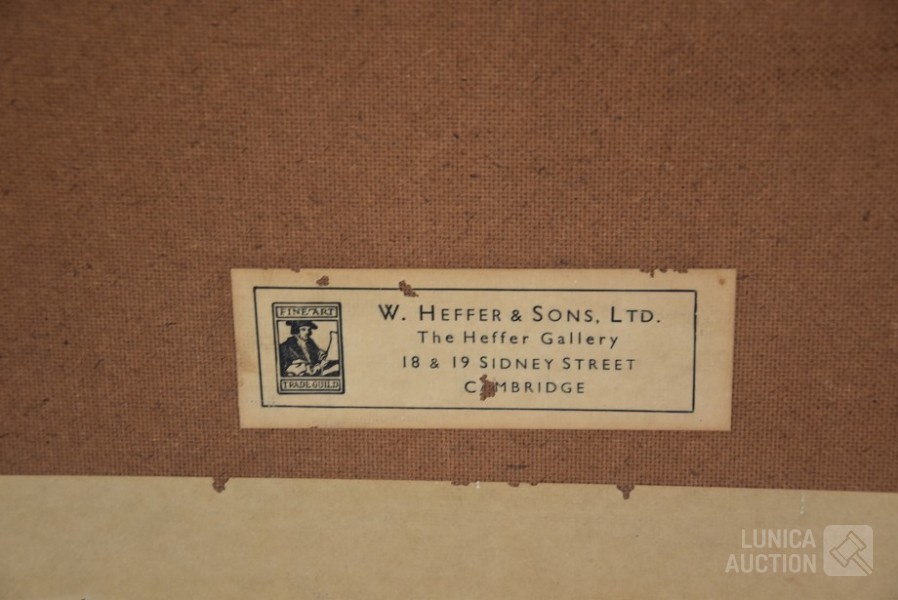 FINE ART
TRADE GUILD
W. HEFFER & SONS, LTD.
The Heffer Gallery
18 & 19 SIDNEY STREET
CAMBRIDGE
LUNICA
AUCTION